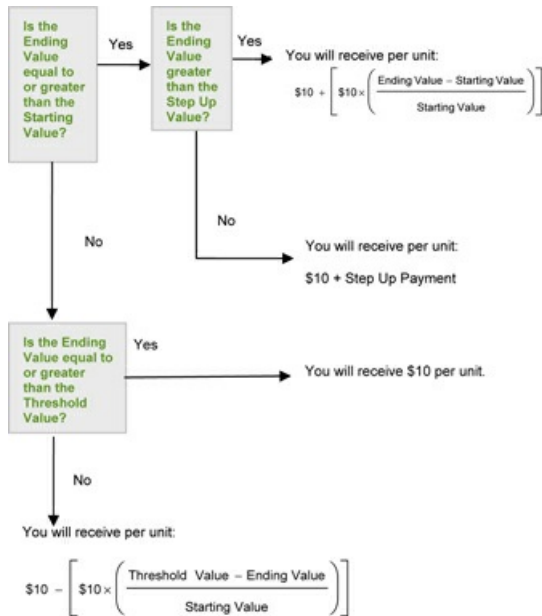 Is the
Ending
Value
equal to
or greater
than the
Starting
Value?
Yes
Is the
Ending
Value
greater
than the
Step Up
Value?
Yes
You will receive per unit:
$10 + [ $10 × ( Ending Value – Starting Value
Starting Value ) ]
No
You will receive per unit:
$10 + Step Up Payment
No
Is the Ending
Value equal to
or greater
than the
Threshold
Value?
Yes
You will receive $10 per unit.
No
You will receive per unit:
$10 – [ $10 × ( Threshold Value – Ending Value
Starting Value ) ]